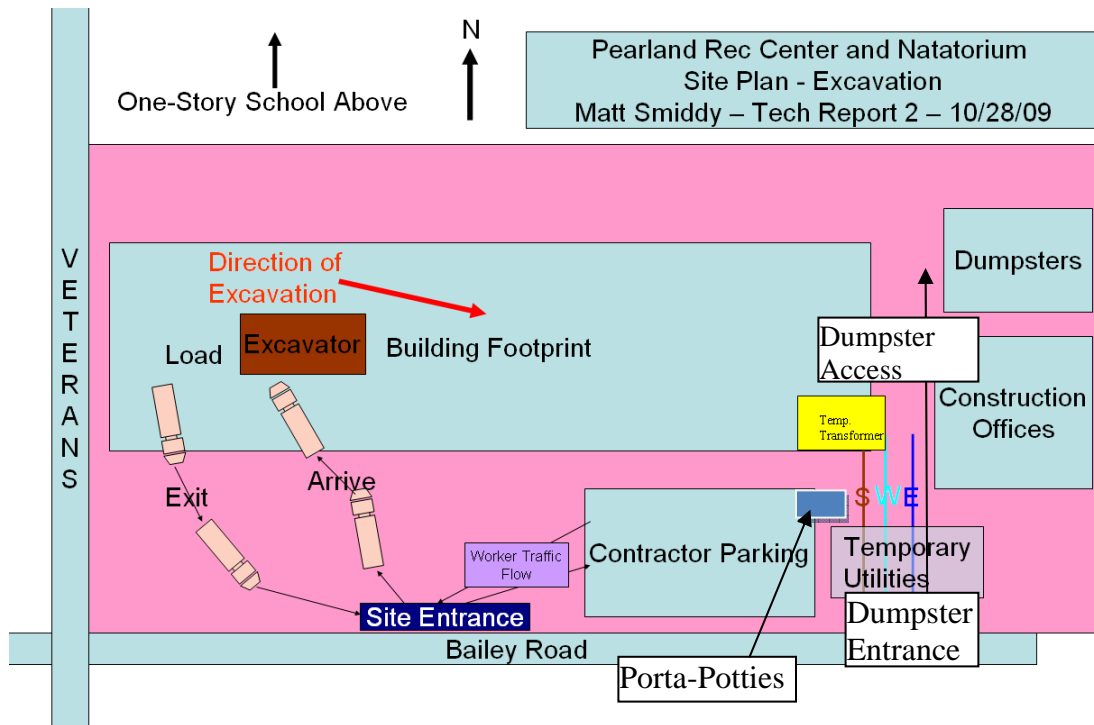 N
One-Story School Above
Pearland Rec Center and Natatorium
Site Plan - Excavation
Matt Smiddy – Tech Report 2 – 10/28/09
VETERANS
Direction of
Excavation
Dumpsters
Load
Excavator
Building Footprint
Dumpster
Access
Construction
Offices
Temp.
Transformer
Exit
Arrive
S W E
Worker Traffic
Flow
Contractor Parking
Temporary
Utilities
Site Entrance
Dumpster
Entrance
Bailey Road
Porta-Potties